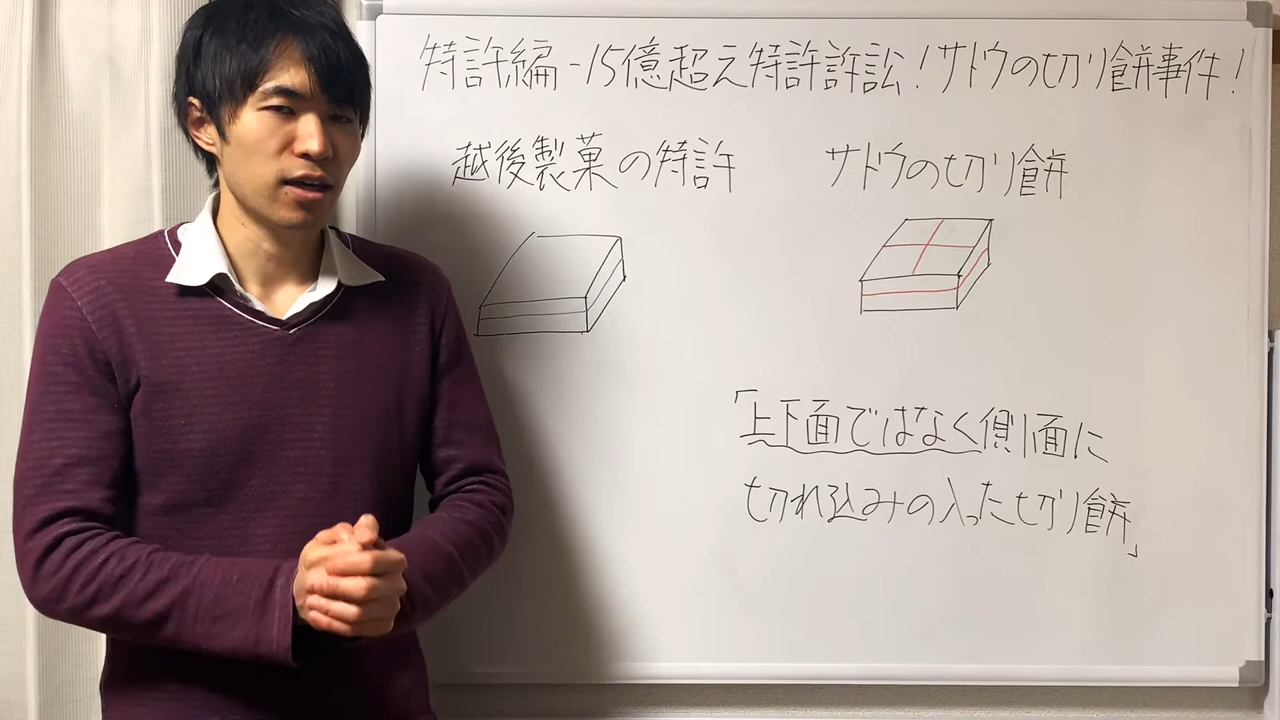 特許編-15億超え特許訴訟!サトウの切り餅事件!
越後製菓の特許
サトウの切り餅
「上下面ではなく側面に
切れ込みの入った切り餅」